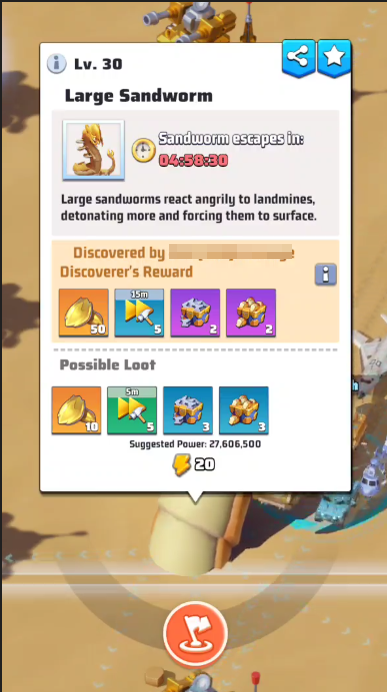 Lv. 30
Large Sandworm
Sandworm escapes in:
04:58:30
Large sandworms react angrily to landmines,
detonating more and forcing them to surface.
Discovered by
Discoverer's Reward
50
15m
5
2
2
Possible Loot
10
5m
5
3
3
Suggested Power: 27,606,500
20